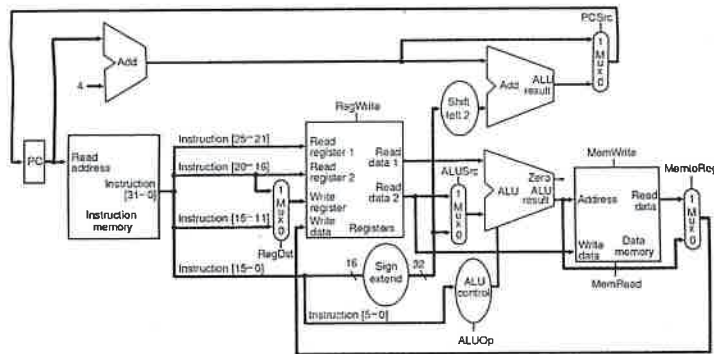 PCSrc
1
M
u
x
0
Add
4
Add
ALU
result
Shift
left 2
RegWrite
PC
Read
address
Instruction
[31–0]
Instruction
memory
Instruction [25–21]
Instruction [20–16]
Instruction [15–11]
Instruction [15–0]
1
M
u
x
0
RegDst
Read
register 1
Read
register 2
Write
register
Write
data
Read
data 1
Read
data 2
Registers
ALUSrc
1
M
u
x
0
Zero
ALU
ALU
result
MemWrite
Address
Read
data
Write
data
Data
memory
MemRead
MemtoReg
1
M
u
x
0
16
Sign
extend
32
ALU
control
Instruction [5–0]
ALUOp